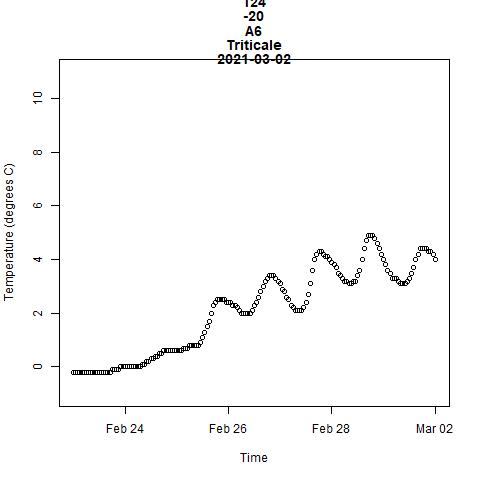 124
-20
A6
Triticale
2021-03-02
10
8
6
4
2
0
Temperature (degrees C)
Feb 24
Feb 26
Feb 28
Mar 02
Time